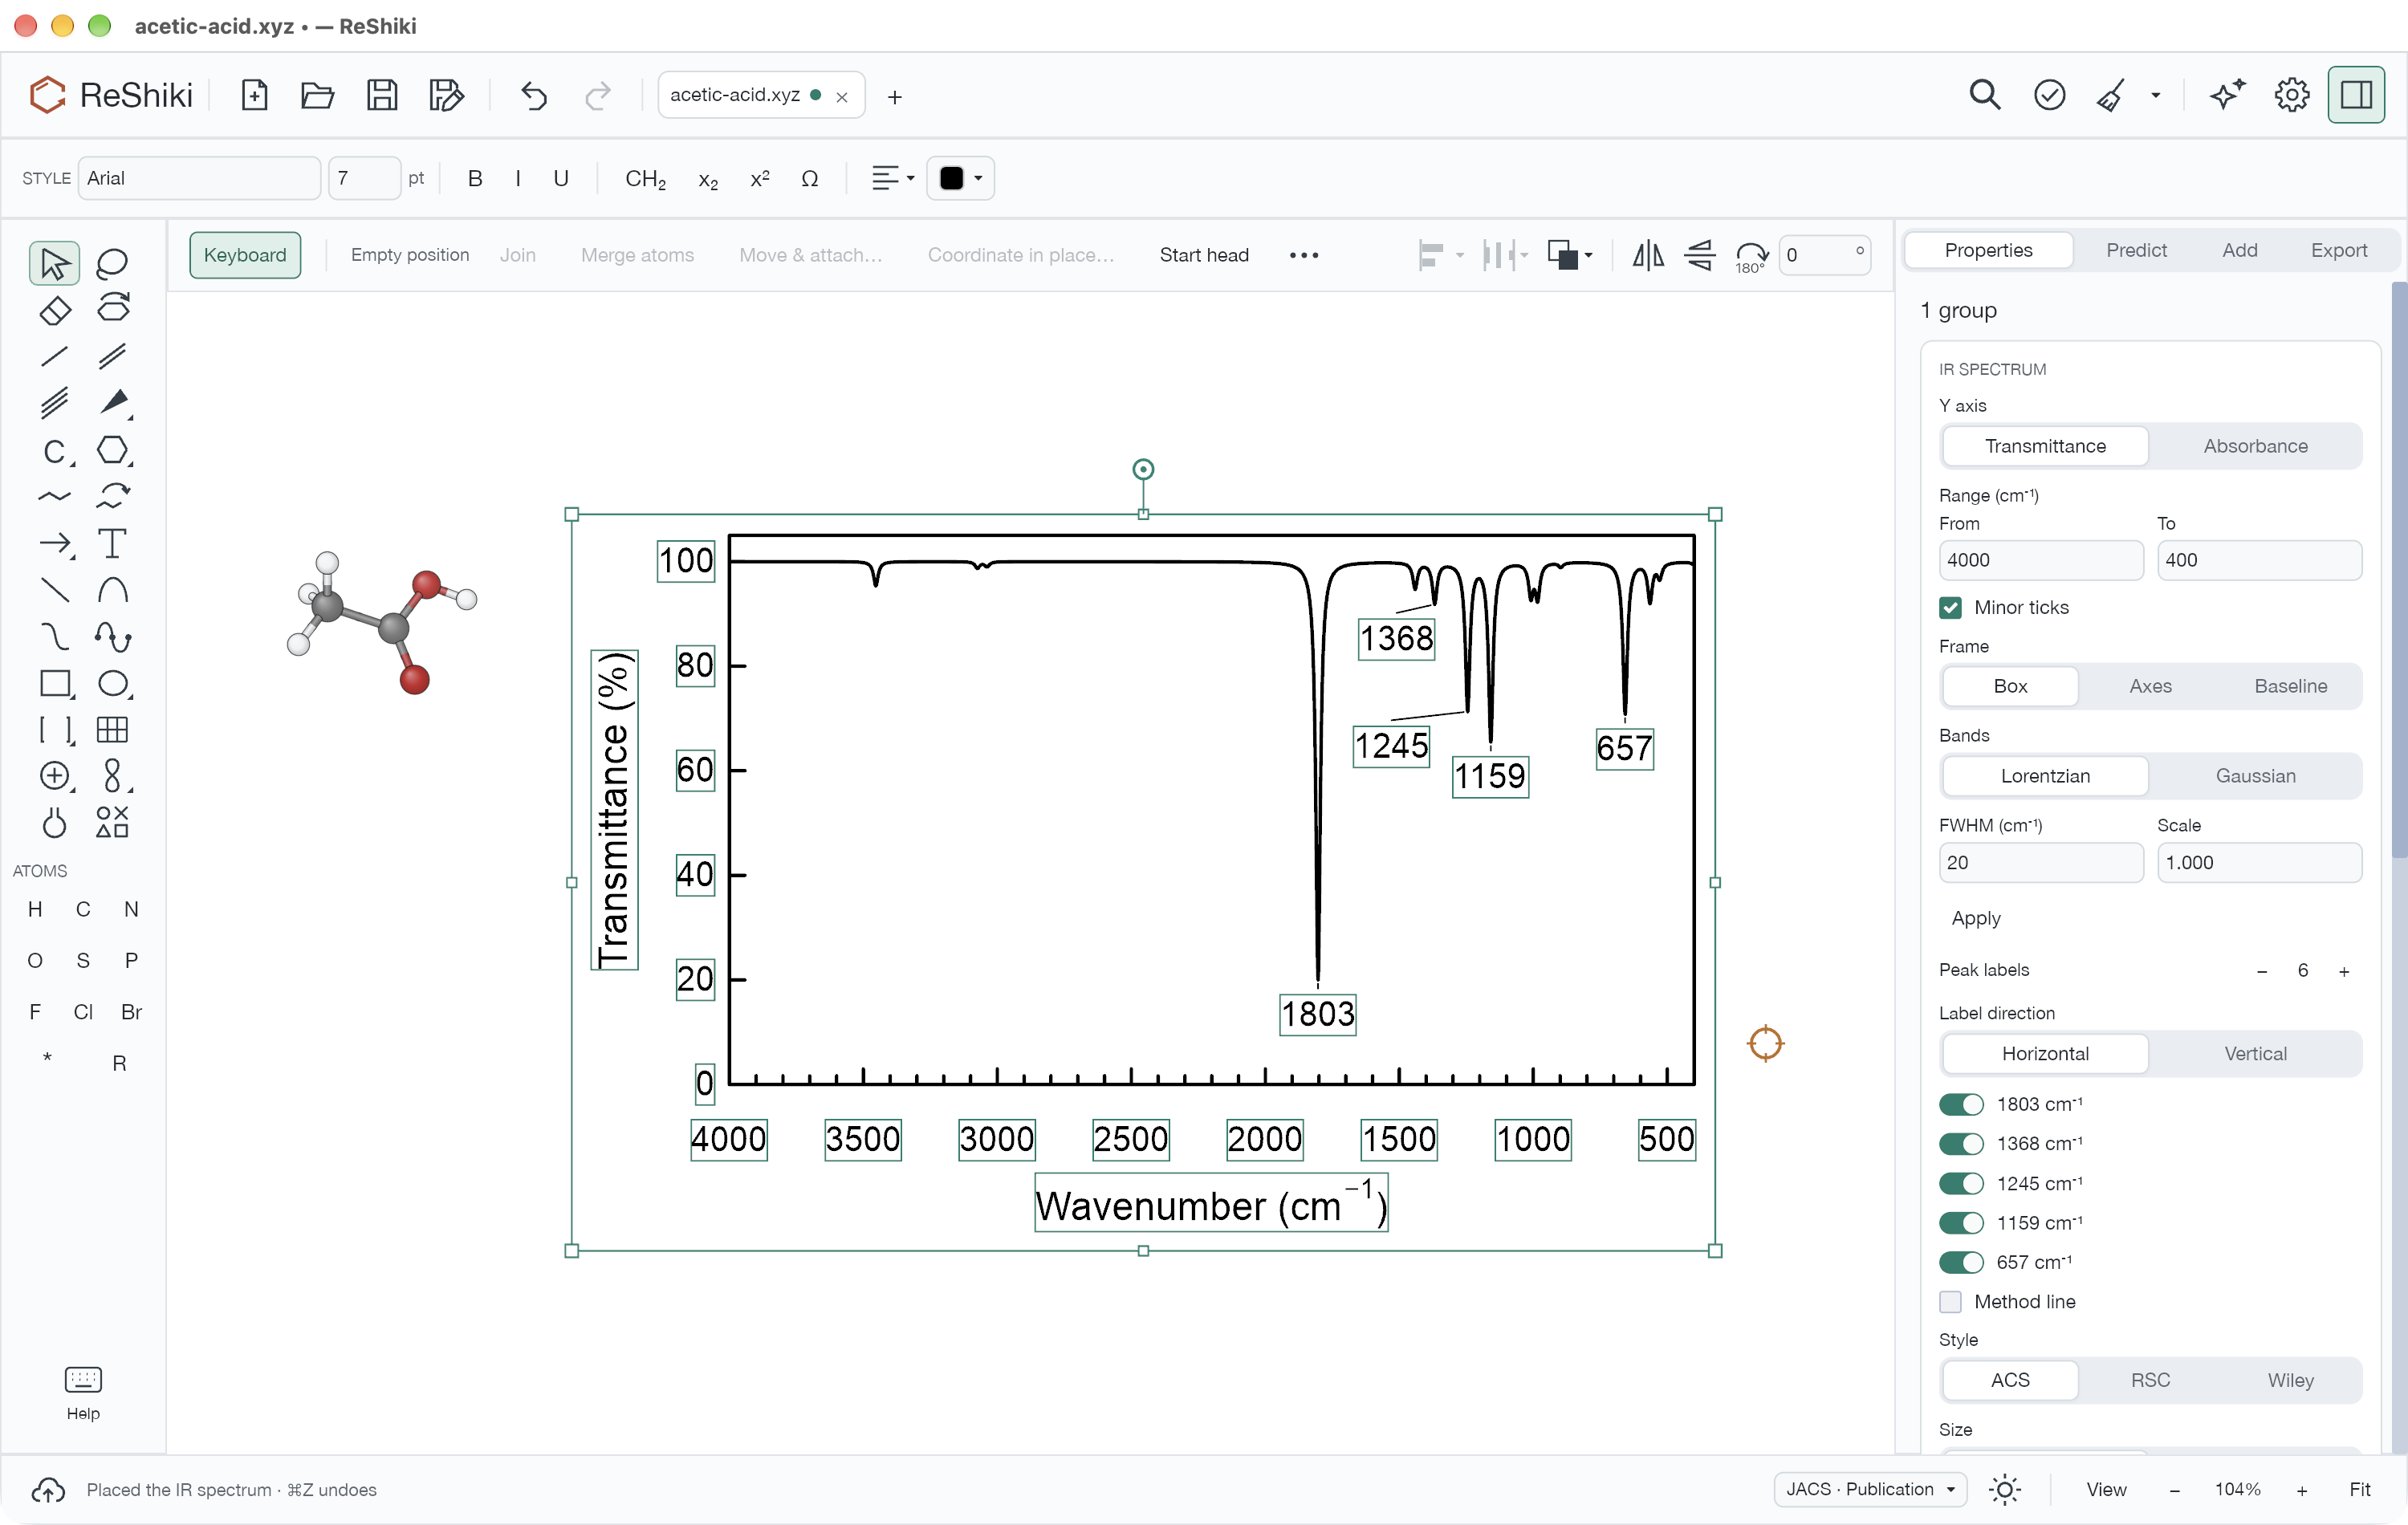 acetic-acid.xyz • — ReShiki
ReShiki
acetic-acid.xyz
STYLE Arial 7 pt B I U CH₂ x₂ x² Ω
Keyboard Empty position Join Merge atoms Move & attach... Coordinate in place... Start head ••• 180° 0 °
C
T
ATOMS
H C N
O S P
F Cl Br
* R
Help
100
80
60
40
20
0
Transmittance (%)
1368
1245
1159
657
1803
4000 3500 3000 2500 2000 1500 1000 500
Wavenumber (cm⁻¹)
Properties Predict Add Export
1 group
IR SPECTRUM
Y axis
Transmittance Absorbance
Range (cm⁻¹)
From To
4000 400
Minor ticks
Frame
Box Axes Baseline
Bands
Lorentzian Gaussian
FWHM (cm⁻¹) Scale
20 1.000
Apply
Peak labels − 6 +
Label direction
Horizontal Vertical
1803 cm⁻¹
1368 cm⁻¹
1245 cm⁻¹
1159 cm⁻¹
657 cm⁻¹
Method line
Style
ACS RSC Wiley
Size
Placed the IR spectrum · ⌘Z undoes
JACS · Publication View − 104% + Fit